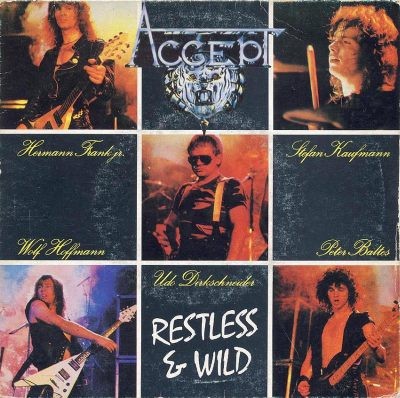 ACCEPT
Hermann Frank jr.
Stefan Kaufmann
Wolf Hoffmann
Peter Baltes
Udo Dirkschneider
RESTLESS
& WILD